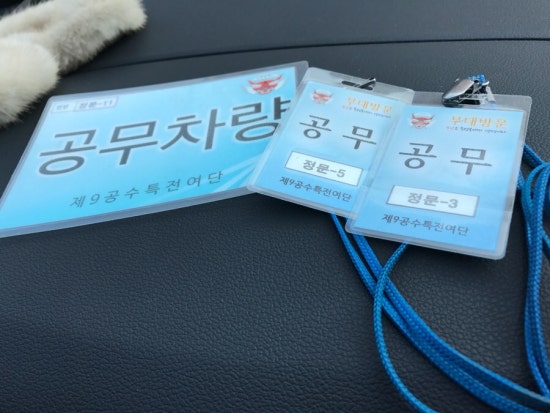 정문-11
공무차량
제9공수특전여단
부대방문
공 무
정문-5
제9공수특전여단
부대방문
공 무
정문-3
제9공수특전여단